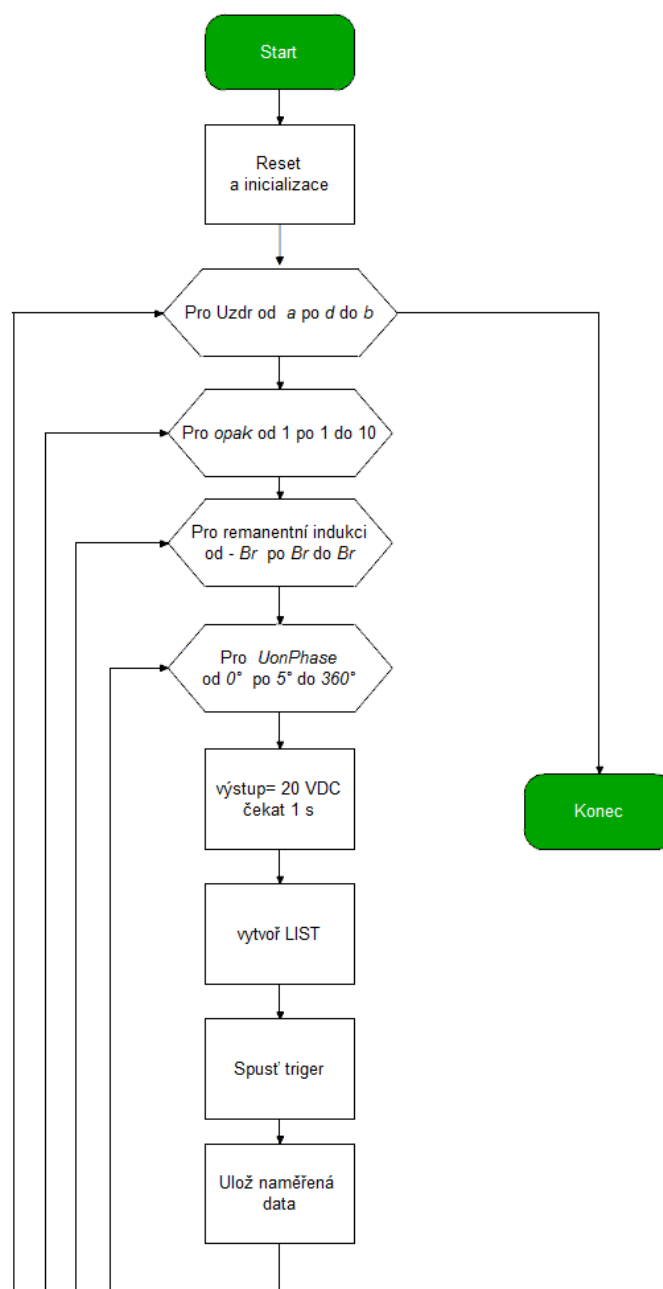 Start
Reset
a inicializace
Pro Uzdr od a po d do b
Pro opak od 1 po 1 do 10
Pro remanentní indukci
od - Br po Br do Br
Pro UonPhase
od 0° po 5° do 360°
výstup= 20 VDC
čekat 1 s
Konec
vytvoř LIST
Spusť triger
Ulož naměřená
data